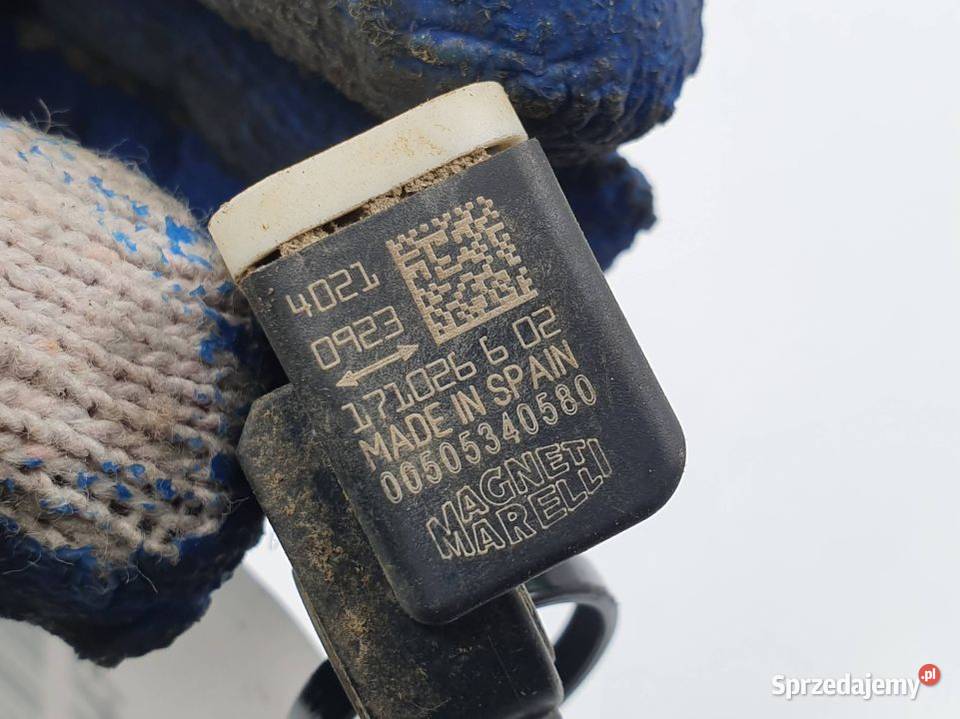 4021
0923
171026 6 02
MADE IN SPAIN
00505340580
MAGNETI
MARELLI
Sprzedajemy.pl